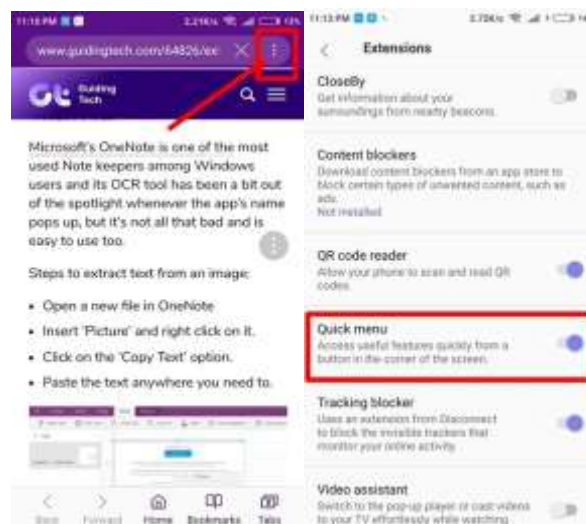 11:15 PM
www.guidingtech.com/64826/ex
Guiding
Tech
Microsoft's OneNote is one of the most
used Note keepers among Windows
users and its OCR tool has been a bit out
of the spotlight whenever the app's name
pops up, but it's not all that bad and is
easy to use too.
Steps to extract text from an image:
• Open a new file in OneNote
• Insert 'Picture' and right click on it.
• Click on the 'Copy Text' option.
• Paste the text anywhere you need to.
Back Forward Home Bookmarks Tabs
11:13 PM
Extensions
CloseBy
Get information about your
surroundings from nearby beacons.
Content blockers
Download content blockers from an app store to
block certain types of unwanted content, such as
ads.
Not installed
QR code reader
Allow your phone to scan and read QR
codes.
Quick menu
Access useful features quickly from a
button in the corner of the screen.
Tracking blocker
Uses an extension from Disconnect
to block the invisible trackers that
monitor your online activity.
Video assistant
Switch to the pop-up player or cast videos
to your TV effortlessly while watching